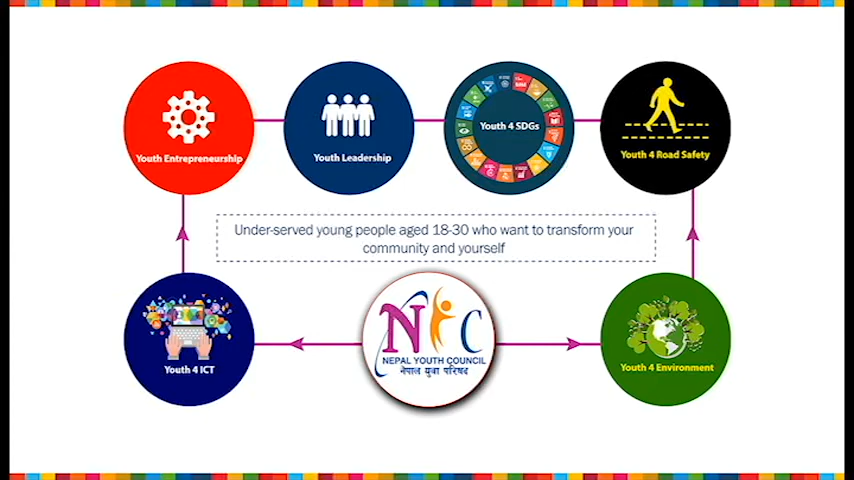 Youth Entrepreneurship
Youth Leadership
Youth 4 SDGs
Youth 4 Road Safety
Under-served young people aged 18-30 who want to transform your
community and yourself
Youth 4 ICT
NYC
NEPAL YOUTH COUNCIL
नेपाल युवा परिषद
Youth 4 Environment